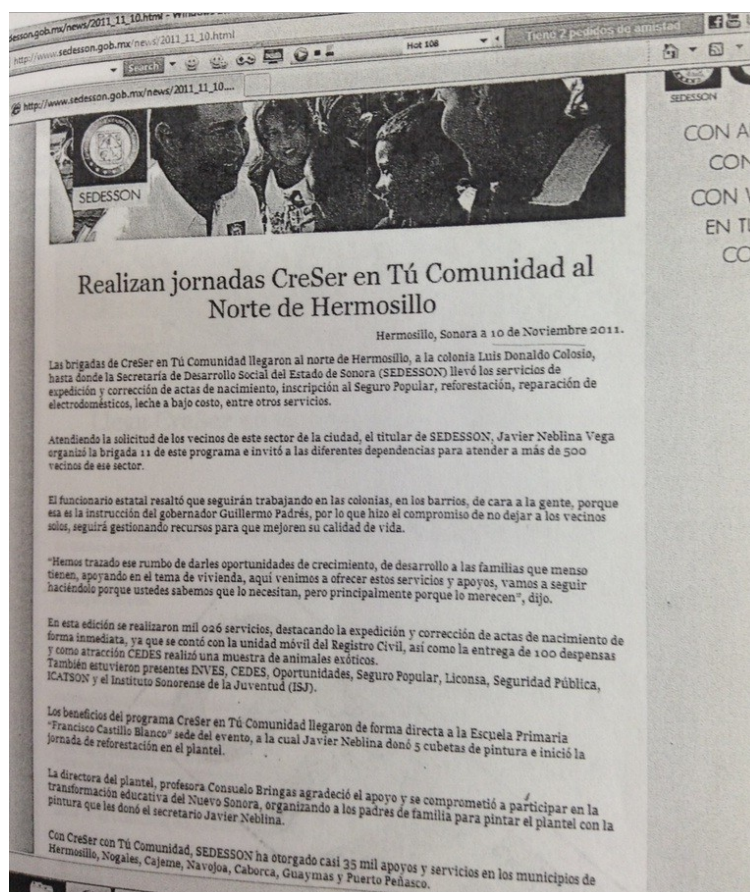 desson.gob.mx/news/2011_11_10.html - Windows
http://www.sedesson.gob.mx/news/2011_11_10.html
Search
Hot 108
Tiene 2 pedidos de amistad
http://www.sedesson.gob.mx/news/2011_11_10....
SEDESSON
SEDESSON
CON A
CON
CON V
EN T
CO
Realizan jornadas CreSer en Tú Comunidad al
Norte de Hermosillo
Hermosillo, Sonora a 10 de Noviembre 2011.
Las brigadas de CreSer en Tú Comunidad llegaron al norte de Hermosillo, a la colonia Luis Donaldo Colosio,
hasta donde la Secretaría de Desarrollo Social del Estado de Sonora (SEDESSON) llevó los servicios de
expedición y corrección de actas de nacimiento, inscripción al Seguro Popular, reforestación, reparación de
electrodomésticos, leche a bajo costo, entre otros servicios.
Atendiendo la solicitud de los vecinos de este sector de la ciudad, el titular de SEDESSON, Javier Neblina Vega
organizó la brigada 11 de este programa e invitó a las diferentes dependencias para atender a más de 500
vecinos de ese sector.
El funcionario estatal resaltó que seguirán trabajando en las colonias, en los barrios, de cara a la gente, porque
esa es la instrucción del gobernador Guillermo Padrés, por lo que hizo el compromiso de no dejar a los vecinos
solos, seguirá gestionando recursos para que mejoren su calidad de vida.
"Hemos trazado ese rumbo de darles oportunidades de crecimiento, de desarrollo a las familias que menso
tienen, apoyando en el tema de vivienda, aquí venimos a ofrecer estos servicios y apoyos, vamos a seguir
haciéndolo porque ustedes sabemos que lo necesitan, pero principalmente porque lo merecen", dijo.
En esta edición se realizaron mil 026 servicios, destacando la expedición y corrección de actas de nacimiento de
forma inmediata, ya que se contó con la unidad móvil del Registro Civil, así como la entrega de 100 despensas
y como atracción CEDES realizó una muestra de animales exóticos.
También estuvieron presentes INVES, CEDES, Oportunidades, Seguro Popular, Liconsa, Seguridad Pública,
ICATSON y el Instituto Sonorense de la Juventud (ISJ).
Los beneficios del programa CreSer en Tú Comunidad llegaron de forma directa a la Escuela Primaria
"Francisco Castillo Blanco" sede del evento, a la cual Javier Neblina donó 5 cubetas de pintura e inició la
jornada de reforestación en el plantel.
La directora del plantel, profesora Consuelo Bringas agradeció el apoyo y se comprometió a participar en la
transformación educativa del Nuevo Sonora, organizando a los padres de familia para pintar el plantel con la
pintura que les donó el secretario Javier Neblina.
Con CreSer con Tú Comunidad, SEDESSON ha otorgado casi 35 mil apoyos y servicios en los municipios de
Hermosillo, Nogales, Cajeme, Navojoa, Caborca, Guaymas y Puerto Peñasco.